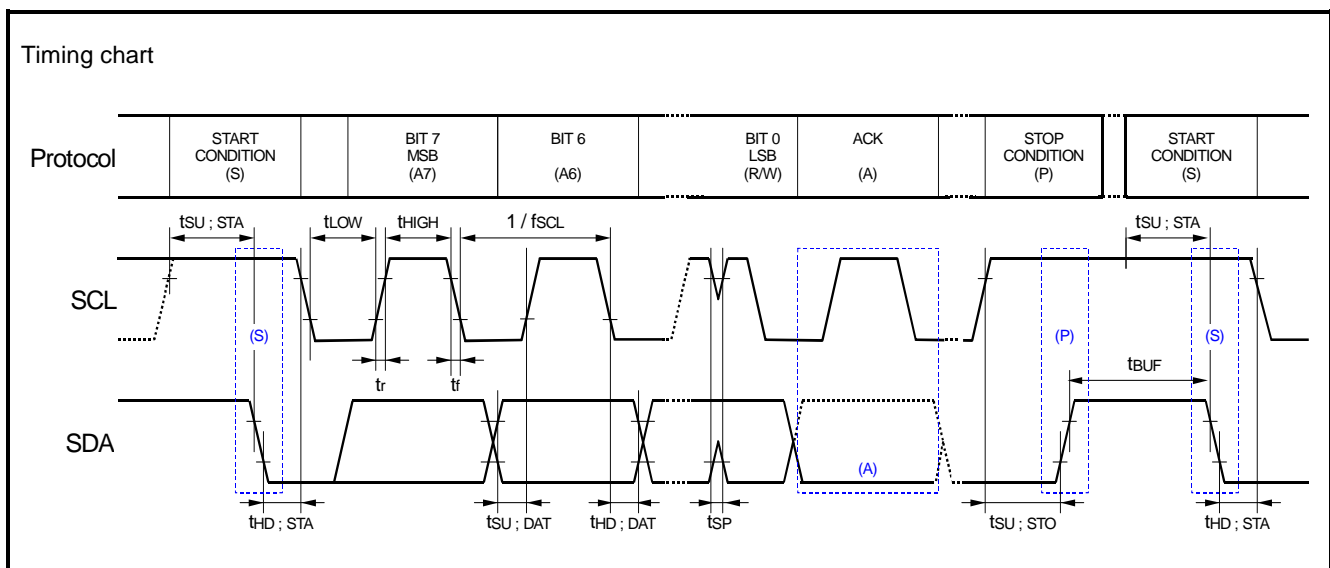 Timing chart
Protocol
START
CONDITION
(S)
BIT 7
MSB
(A7)
BIT 6
(A6)
BIT 0
LSB
(R/W)
ACK
(A)
STOP
CONDITION
(P)
START
CONDITION
(S)
tSU ; STA
tLOW
tHIGH
1 / fSCL
tSU ; STA
SCL
(S)
(P)
(S)
tr
tf
tBUF
SDA
(A)
tHD ; STA
tSU ; DAT
tHD ; DAT
tSP
tSU ; STO
tHD ; STA